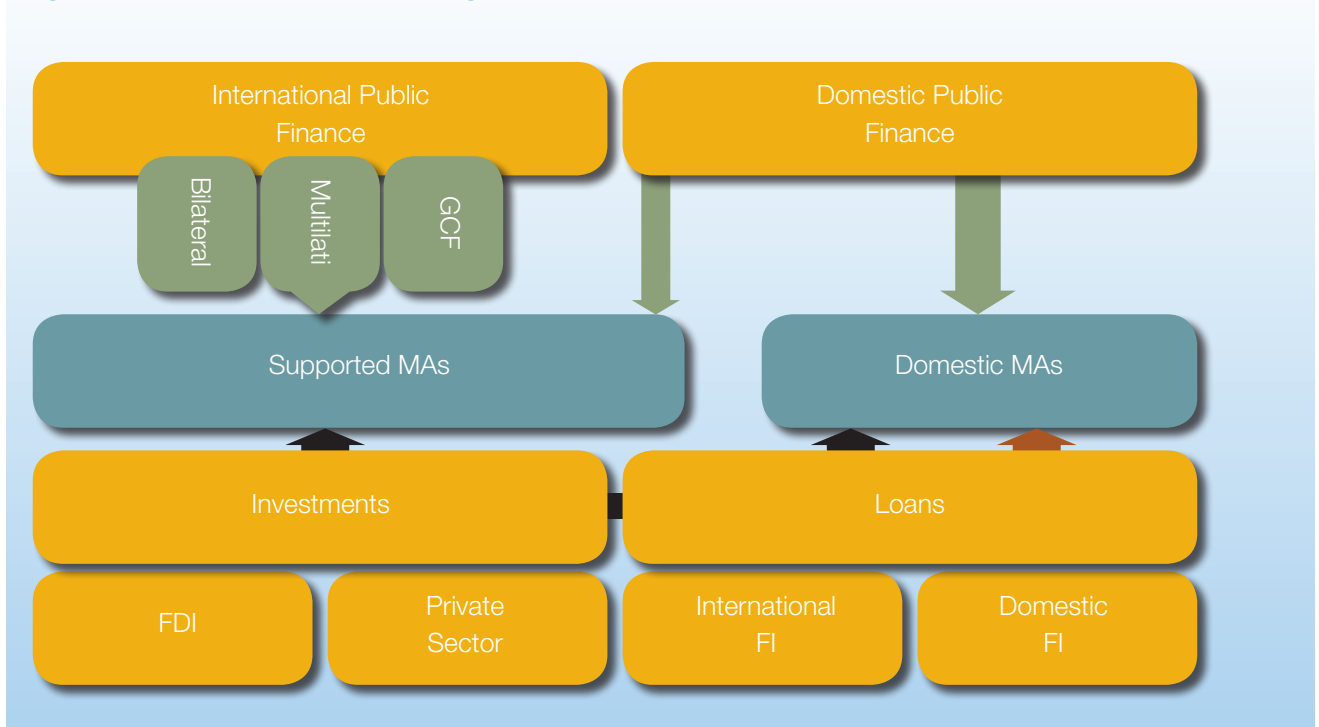 International Public
Finance
Domestic Public
Finance
Bilateral
Multilati
GCF
Supported MAs
Domestic MAs
Investments
Loans
FDI
Private
Sector
International
FI
Domestic
FI